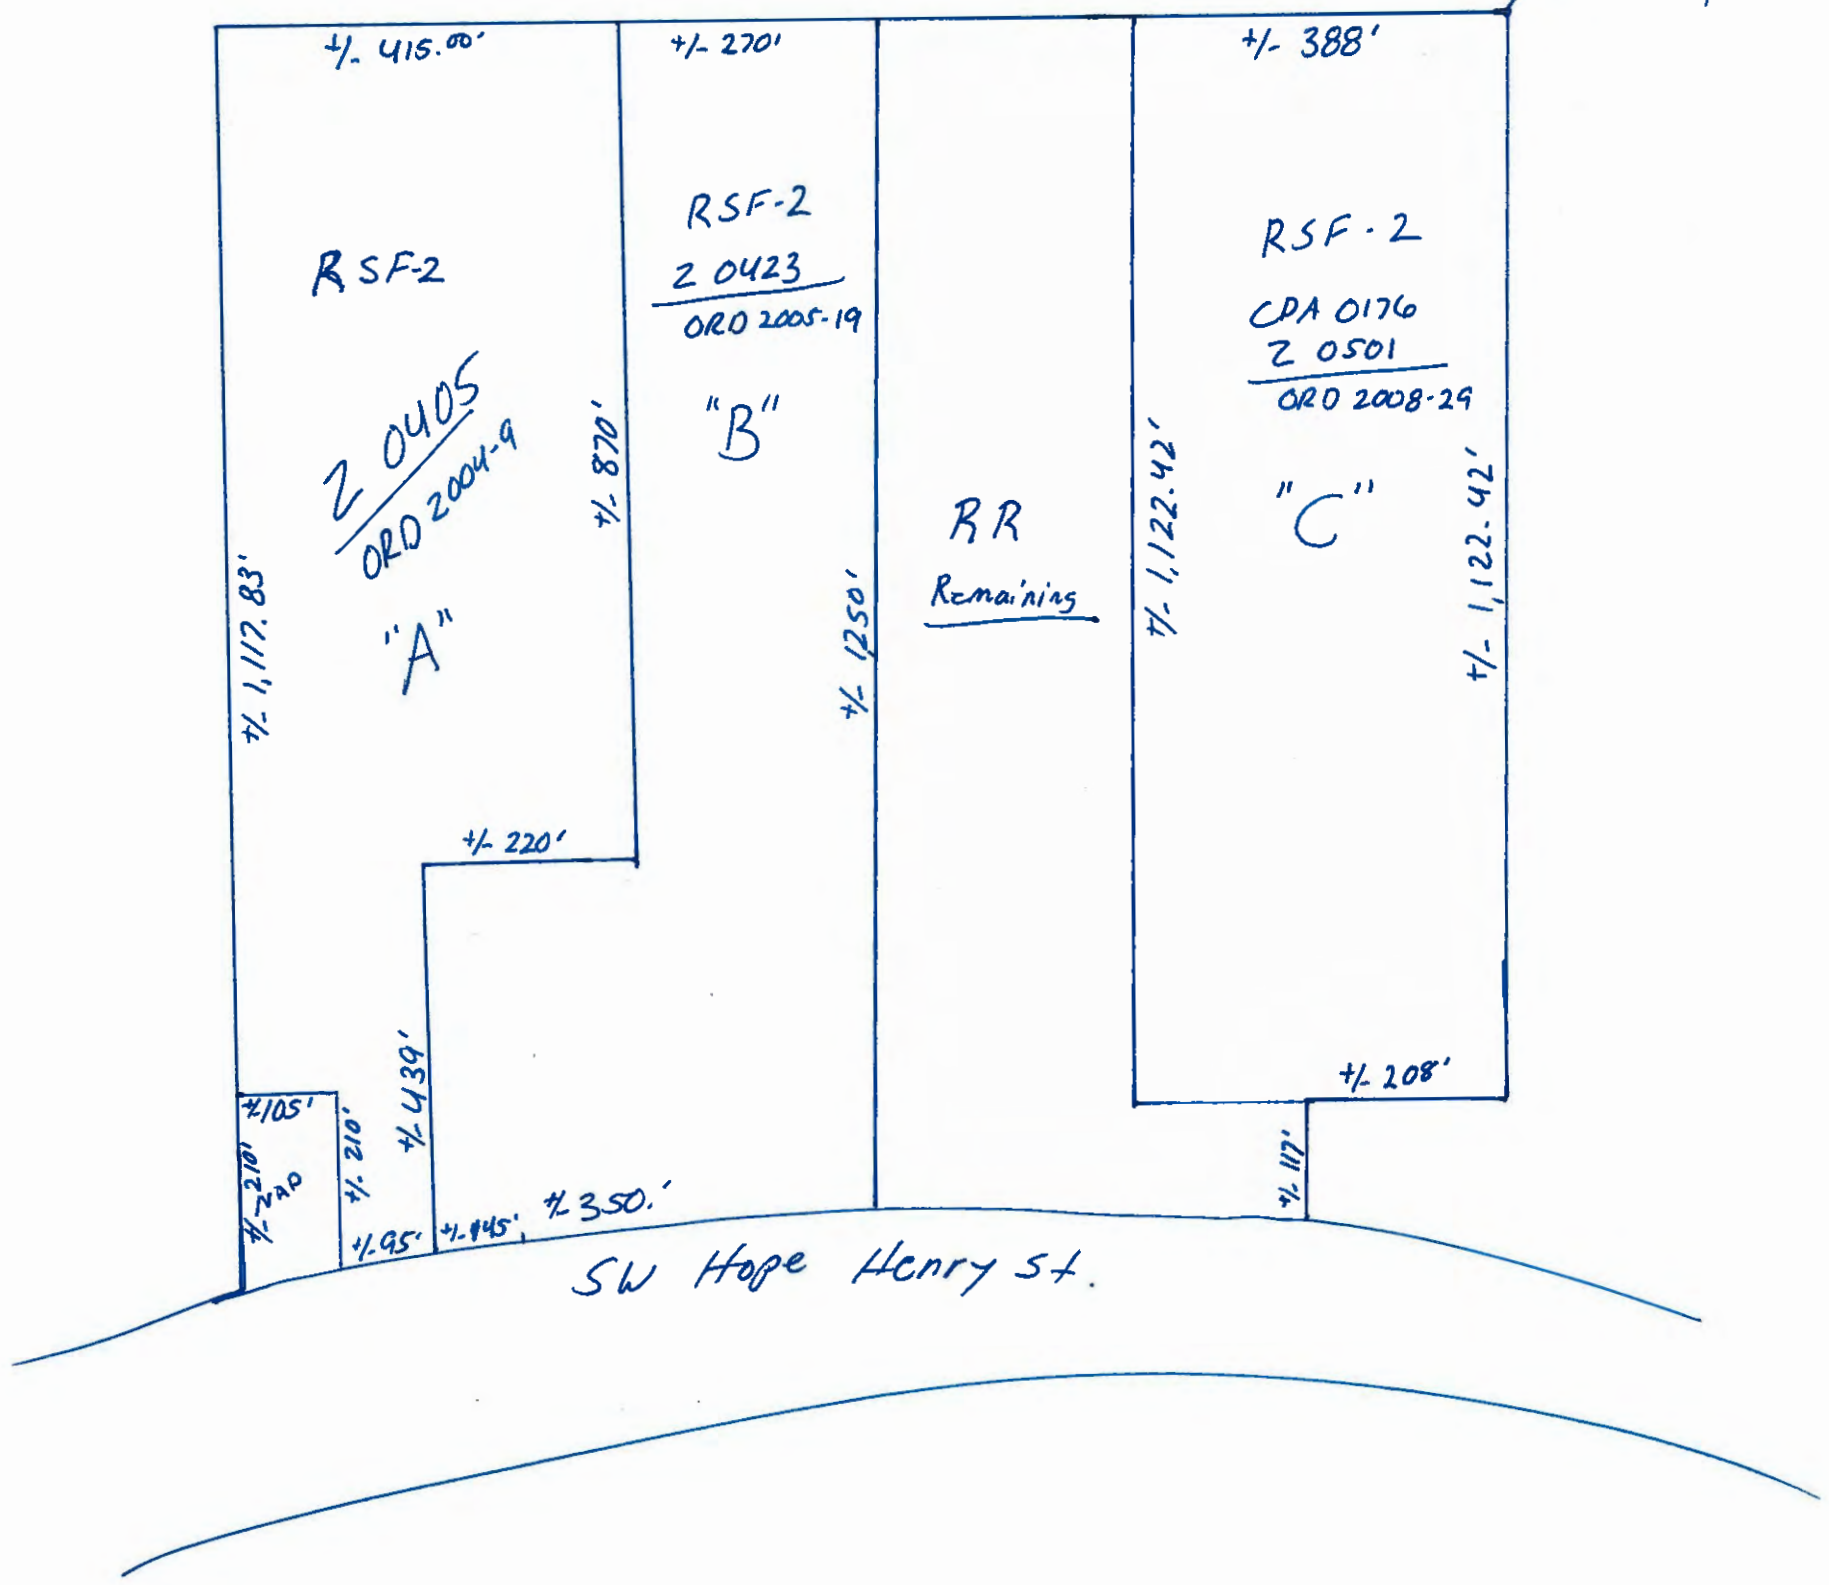 +/- 415.00'
+/- 270'
+/- 388'
RSF-2
Z 0405
ORD 2004-9
"A"
+/- 1,117.83'
+/- 870'
RSF-2
Z 0423
ORD 2005-19
"B"
+/- 1,250'
RR
Remaining
+/- 1,122.42'
RSF-2
CPA 0176
Z 0501
ORD 2008-29
"C"
+/- 1,122.42'
+/- 220'
+/- 439'
+/- 208'
+/- 117'
+/- 105'
+/- 210'
NAP
+/- 210'
+/- 95'
+/- 145'
+/- 350.'
SW Hope Henry St.